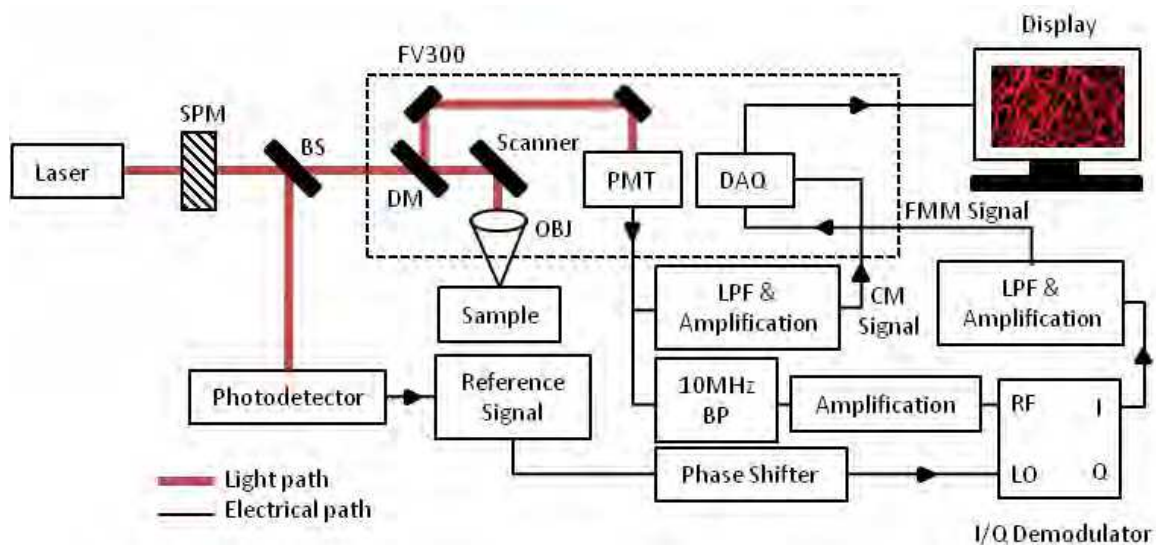 Display
FV300
SPM
BS
Scanner
Laser
DM
PMT
DAQ
OBJ
FMM Signal
LPF &
Amplification
CM
Signal
LPF &
Amplification
Sample
Photodetector
Reference
Signal
10MHz
BP
Amplification
RF
I
Phase Shifter
LO
Q
Light path
Electrical path
I/Q Demodulator